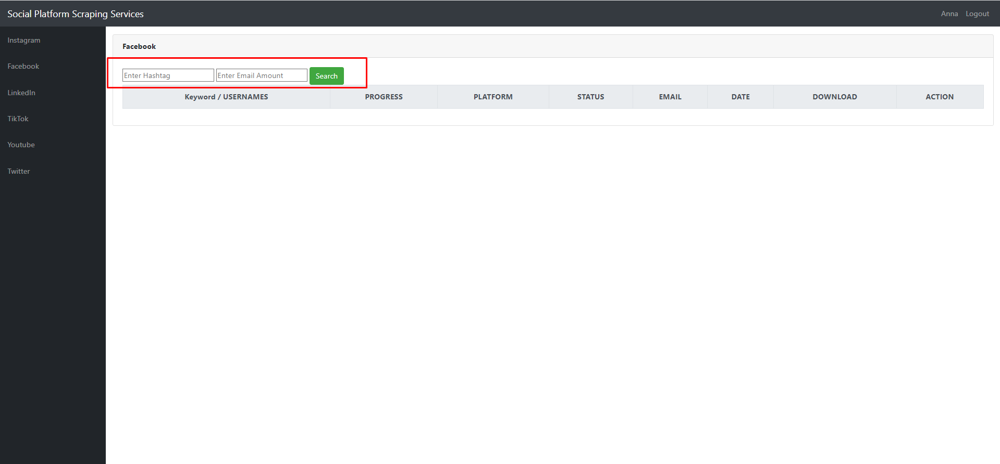 Social Platform Scraping Services
Anna Logout
Instagram
Facebook
LinkedIn
TikTok
Youtube
Twitter
Facebook
Enter Hashtag Enter Email Amount Search
Keyword / USERNAMES PROGRESS PLATFORM STATUS EMAIL DATE DOWNLOAD ACTION